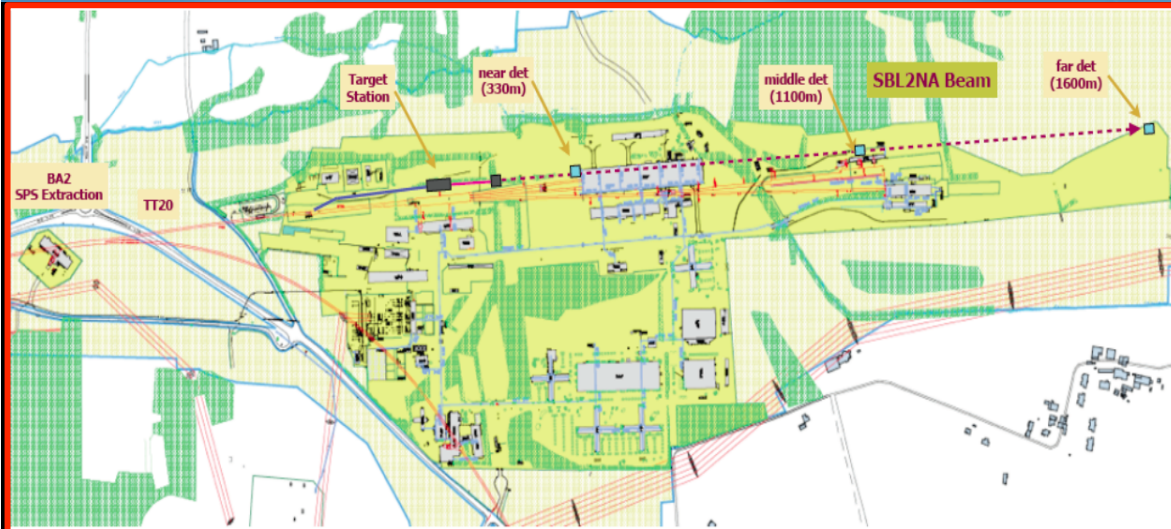 Target
Station
near det
(330m)
middle det
(1100m)
SBL2NA Beam
far det
(1600m)
BA2
SPS Extraction
TT20